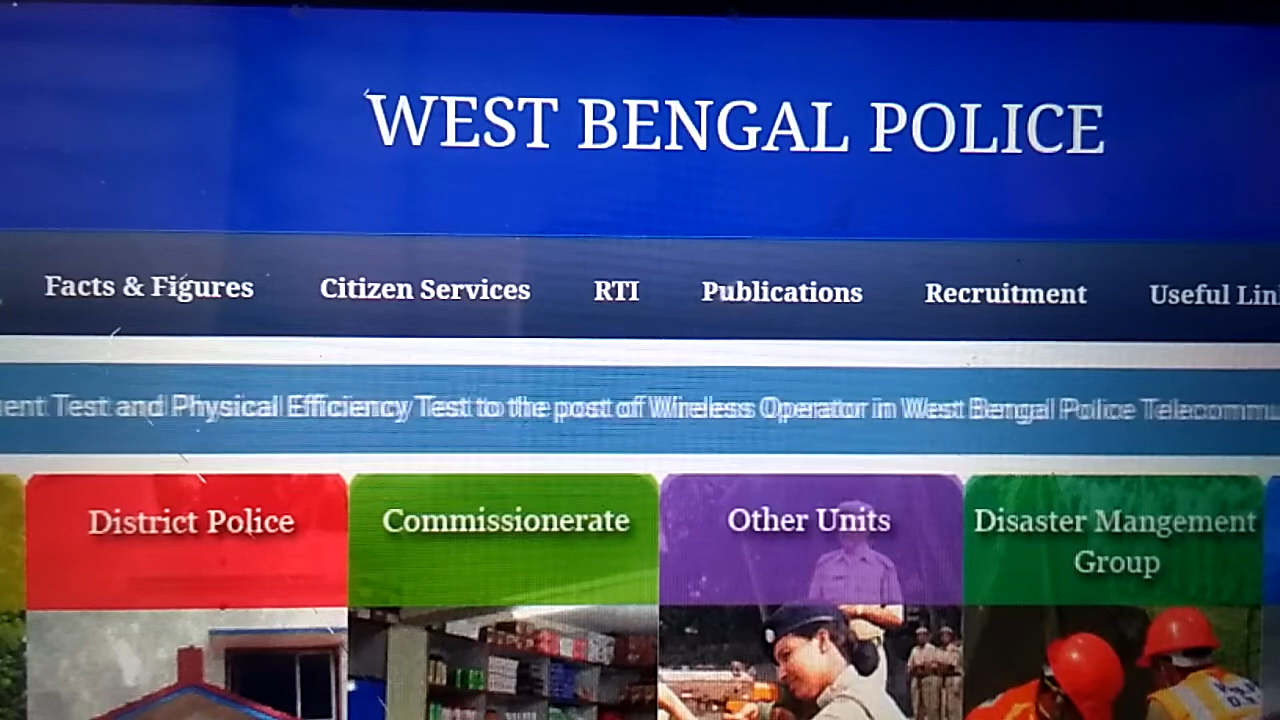 WEST BENGAL POLICE
Facts & Figures Citizen Services RTI Publications Recruitment Useful
Test and Physical Efficiency Test to the post of Wireless Operator in West Bengal Police
District Police Commissionerate Other Units Disaster Mangement
Group